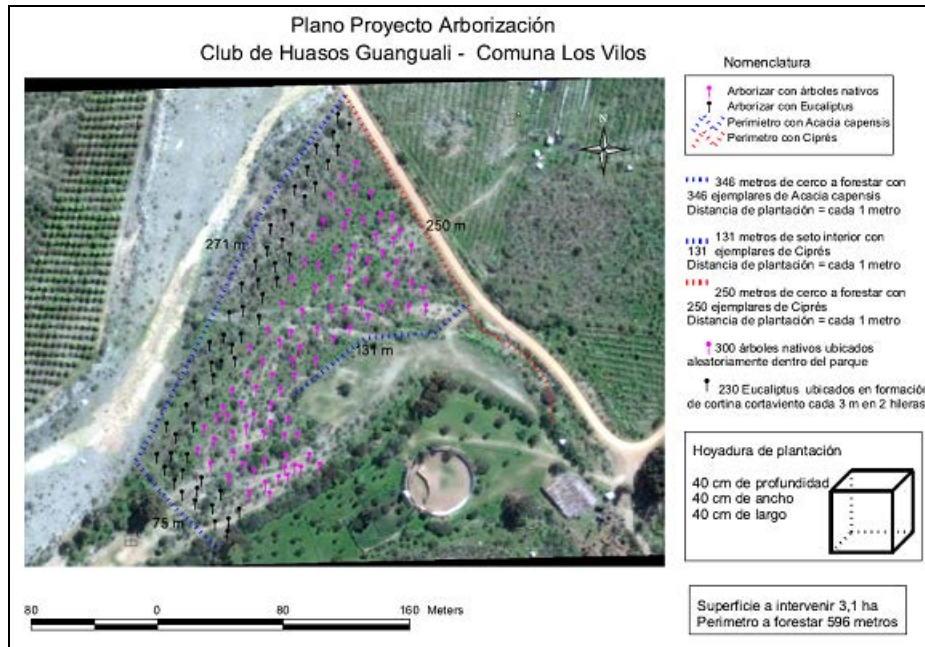 Plano Proyecto Arborización
Club de Huasos Guanguali - Comuna Los Vilos
Nomenclatura
Arborizar con árboles nativos
Arborizar con Eucaliptus
Perimietro con Acacia capensis
Perimetro con Ciprés
N
250 m
271 m
131 m
75 m
346 metros de cerco a forestar con
346 ejemplares de Acacia capensis
Distancia de plantación = cada 1 metro
131 metros de seto interior con
131 ejemplares de Ciprés
Distancia de plantación = cada 1 metro
250 metros de cerco a forestar con
250 ejemplares de Ciprés
Distancia de plantación = cada 1 metro
300 árboles nativos ubicados
aleatoriamente dentro del parque
230 Eucaliptus ubicados en formación
de cortina cortaviento cada 3 m en 2 hileras
Hoyadura de plantación
40 cm de profundidad
40 cm de ancho
40 cm de largo
Superficie a intervenir 3,1 ha
Perimetro a forestar 596 metros
80 0 80 160 Meters